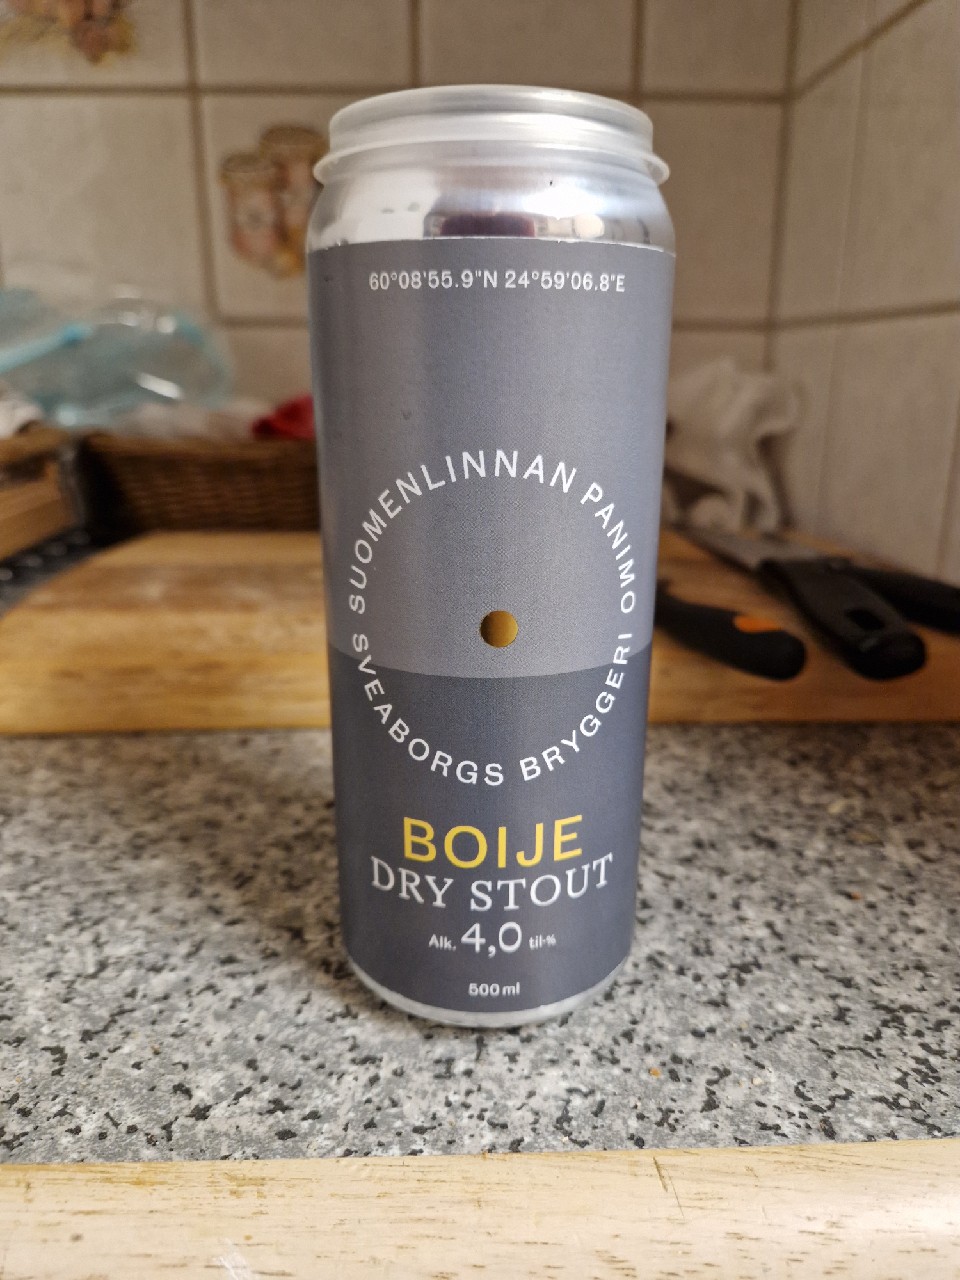 60°08'55.9"N 24°59'06.8"E
SUOMENLINNAN PANIMO
SVEABORGS BRYGGERI
BOIJE
DRY STOUT
Alk. 4,0 til-%
500 ml